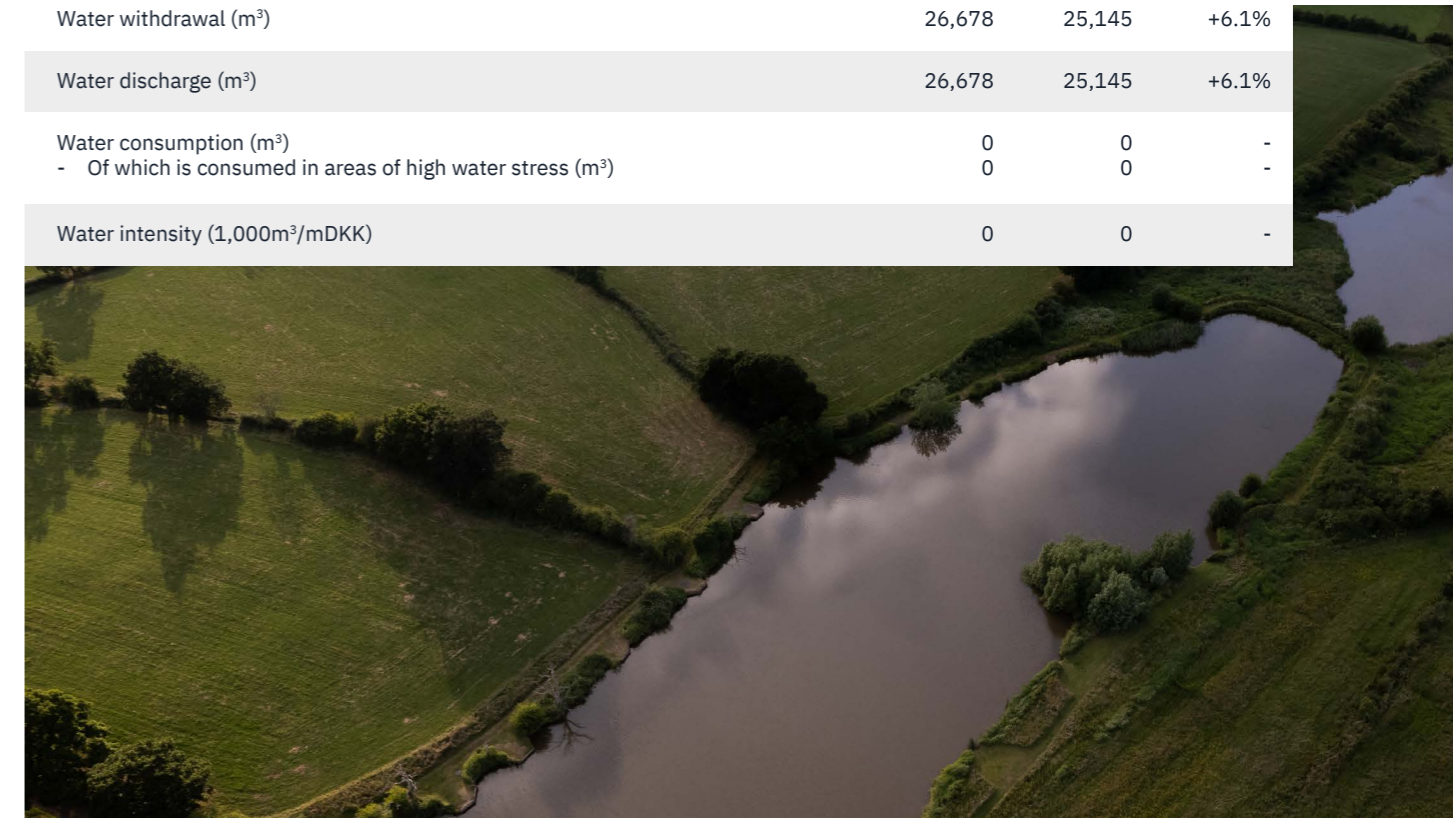 Water withdrawal (m³) 26,678 25,145 +6.1%
Water discharge (m³) 26,678 25,145 +6.1%
Water consumption (m³) 0 0 -
- Of which is consumed in areas of high water stress (m³) 0 0 -
Water intensity (1,000m³/mDKK) 0 0 -